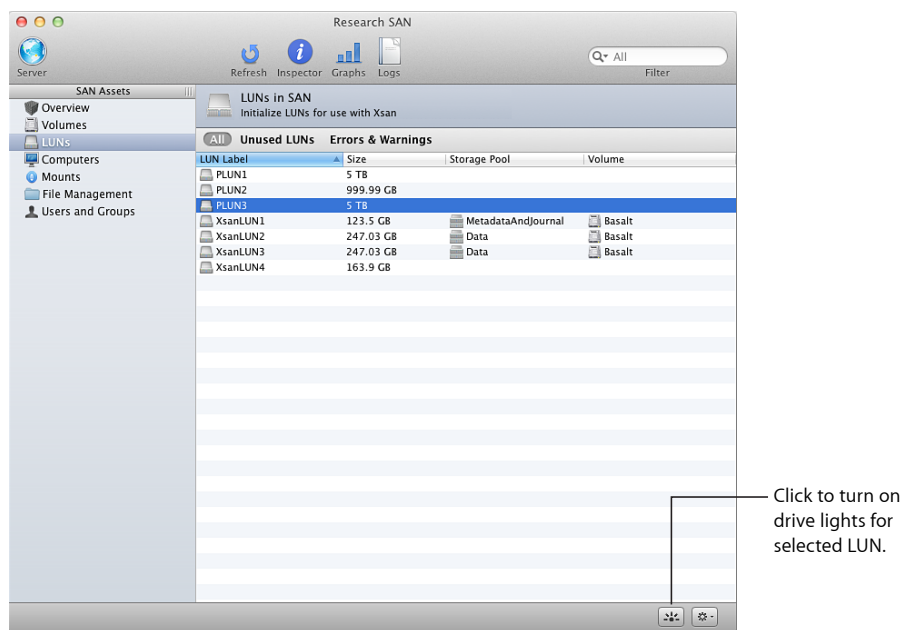 Research SAN
Server
Refresh Inspector Graphs Logs
All
Filter
SAN Assets
Overview
Volumes
LUNs
Computers
Mounts
File Management
Users and Groups
LUNs in SAN
Initialize LUNs for use with Xsan
All Unused LUNs Errors & Warnings
LUN Label Size Storage Pool Volume
PLUN1 5 TB
PLUN2 999.99 GB
PLUN3 5 TB
XsanLUN1 123.5 GB MetadataAndJournal Basalt
XsanLUN2 247.03 GB Data Basalt
XsanLUN3 247.03 GB Data Basalt
XsanLUN4 163.9 GB
Click to turn on
drive lights for
selected LUN.